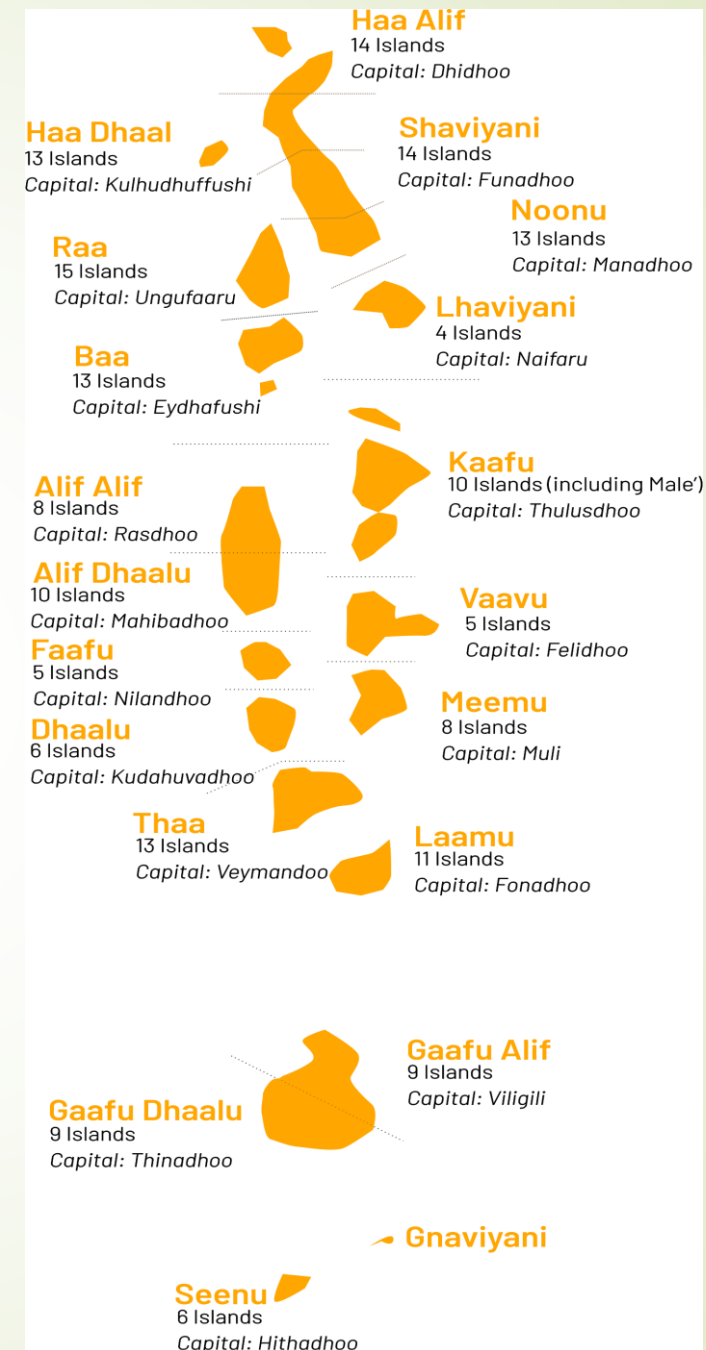 Haa Alif
14 Islands
Capital: Dhidhoo
Haa Dhaal
13 Islands
Capital: Kulhudhuffushi
Shaviyani
14 Islands
Capital: Funadhoo
Noonu
13 Islands
Capital: Manadhoo
Raa
15 Islands
Capital: Ungufaaru
Lhaviyani
4 Islands
Capital: Naifaru
Baa
13 Islands
Capital: Eydhafushi
Kaafu
10 Islands (including Male’)
Capital: Thulusdhoo
Alif Alif
8 Islands
Capital: Rasdhoo
Alif Dhaalu
10 Islands
Capital: Mahibadhoo
Vaavu
5 Islands
Capital: Felidhoo
Faafu
5 Islands
Capital: Nilandhoo
Meemu
8 Islands
Capital: Muli
Dhaalu
6 Islands
Capital: Kudahuvadhoo
Thaa
13 Islands
Capital: Veymandoo
Laamu
11 Islands
Capital: Fonadhoo
Gaafu Alif
9 Islands
Capital: Viligili
Gaafu Dhaalu
9 Islands
Capital: Thinadhoo
Gnaviyani
Seenu
6 Islands
Capital: Hithadhoo